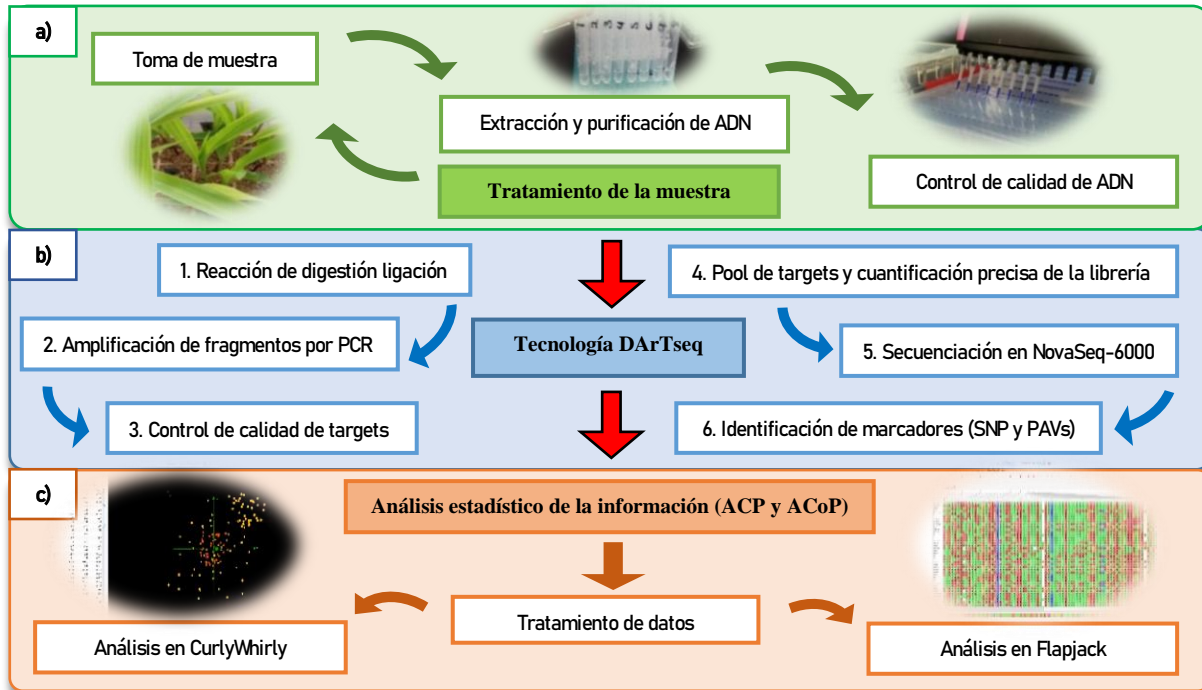 a)
Toma de muestra
Extracción y purificación de ADN
Control de calidad de ADN
Tratamiento de la muestra
b)
1. Reacción de digestión ligación
2. Amplificación de fragmentos por PCR
3. Control de calidad de targets
Tecnología DArTseq
4. Pool de targets y cuantificación precisa de la librería
5. Secuenciación en NovaSeq-6000
6. Identificación de marcadores (SNP y PAVs)
c)
Análisis estadístico de la información (ACP y ACoP)
Tratamiento de datos
Análisis en CurlyWhirly
Análisis en Flapjack